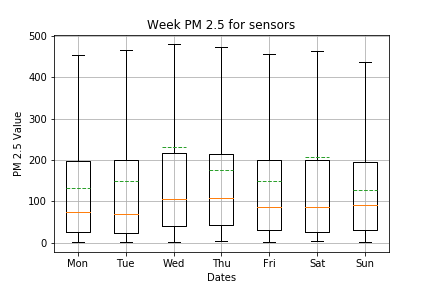 Week PM 2.5 for sensors
500
400
300
200
100
0
PM 2.5 Value
Mon Tue Wed Thu Fri Sat Sun
Dates